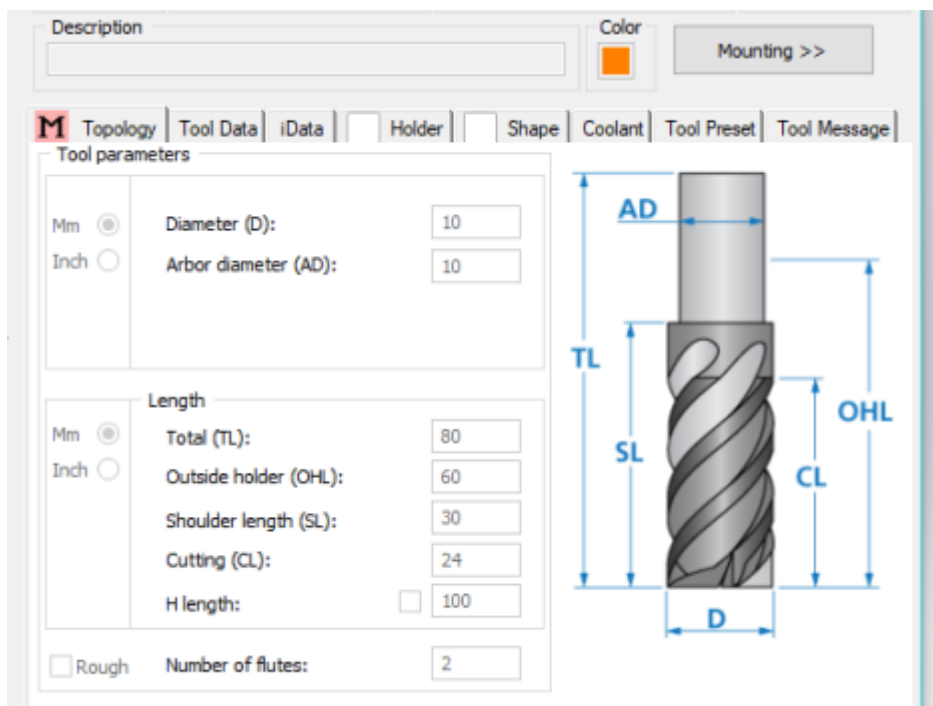 Description
Color
Mounting >>
M Topology Tool Data iData Holder Shape Coolant Tool Preset Tool Message
Tool parameters
Mm
Diameter (D): 10
Inch
Arbor diameter (AD): 10
Length
Mm
Total (TL): 80
Inch
Outside holder (OHL): 60
Shoulder length (SL): 30
Cutting (CL): 24
H length: 100
Rough
Number of flutes: 2
AD
TL
OHL
SL
CL
D